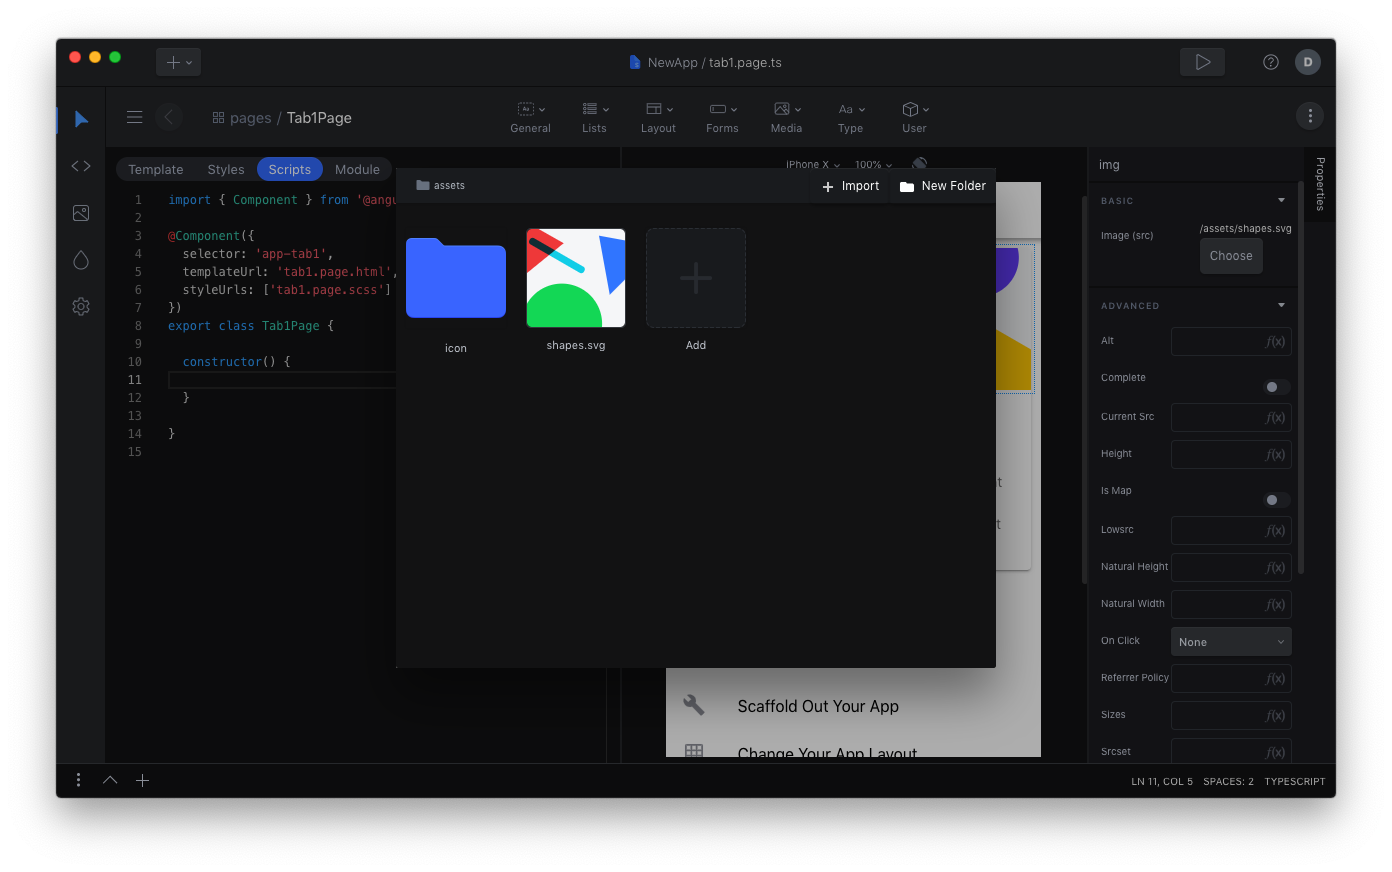 NewApp / tab1.page.ts
D
pages / Tab1Page
Aa
Aa
General
Lists
Layout
Forms
Media
Type
User
Template
Styles
Scripts
Module
iPhone X
100%
1 import { Component } from '@angu
2
3 @Component({
4 selector: 'app-tab1',
5 templateUrl: 'tab1.page.html',
6 styleUrls: ['tab1.page.scss']
7 })
8 export class Tab1Page {
9
10 constructor() {
11
12 }
13
14 }
15
assets
Import
New Folder
icon
shapes.svg
Add
t
t
Scaffold Out Your App
Change Your App Layout
img
Properties
BASIC
Image (src)
/assets/shapes.svg
Choose
ADVANCED
Alt
ƒ(x)
Complete
Current Src
ƒ(x)
Height
ƒ(x)
Is Map
Lowsrc
ƒ(x)
Natural Height
ƒ(x)
Natural Width
ƒ(x)
On Click
None
Referrer Policy
ƒ(x)
Sizes
ƒ(x)
Srcset
ƒ(x)
LN 11, COL 5
SPACES: 2
TYPESCRIPT